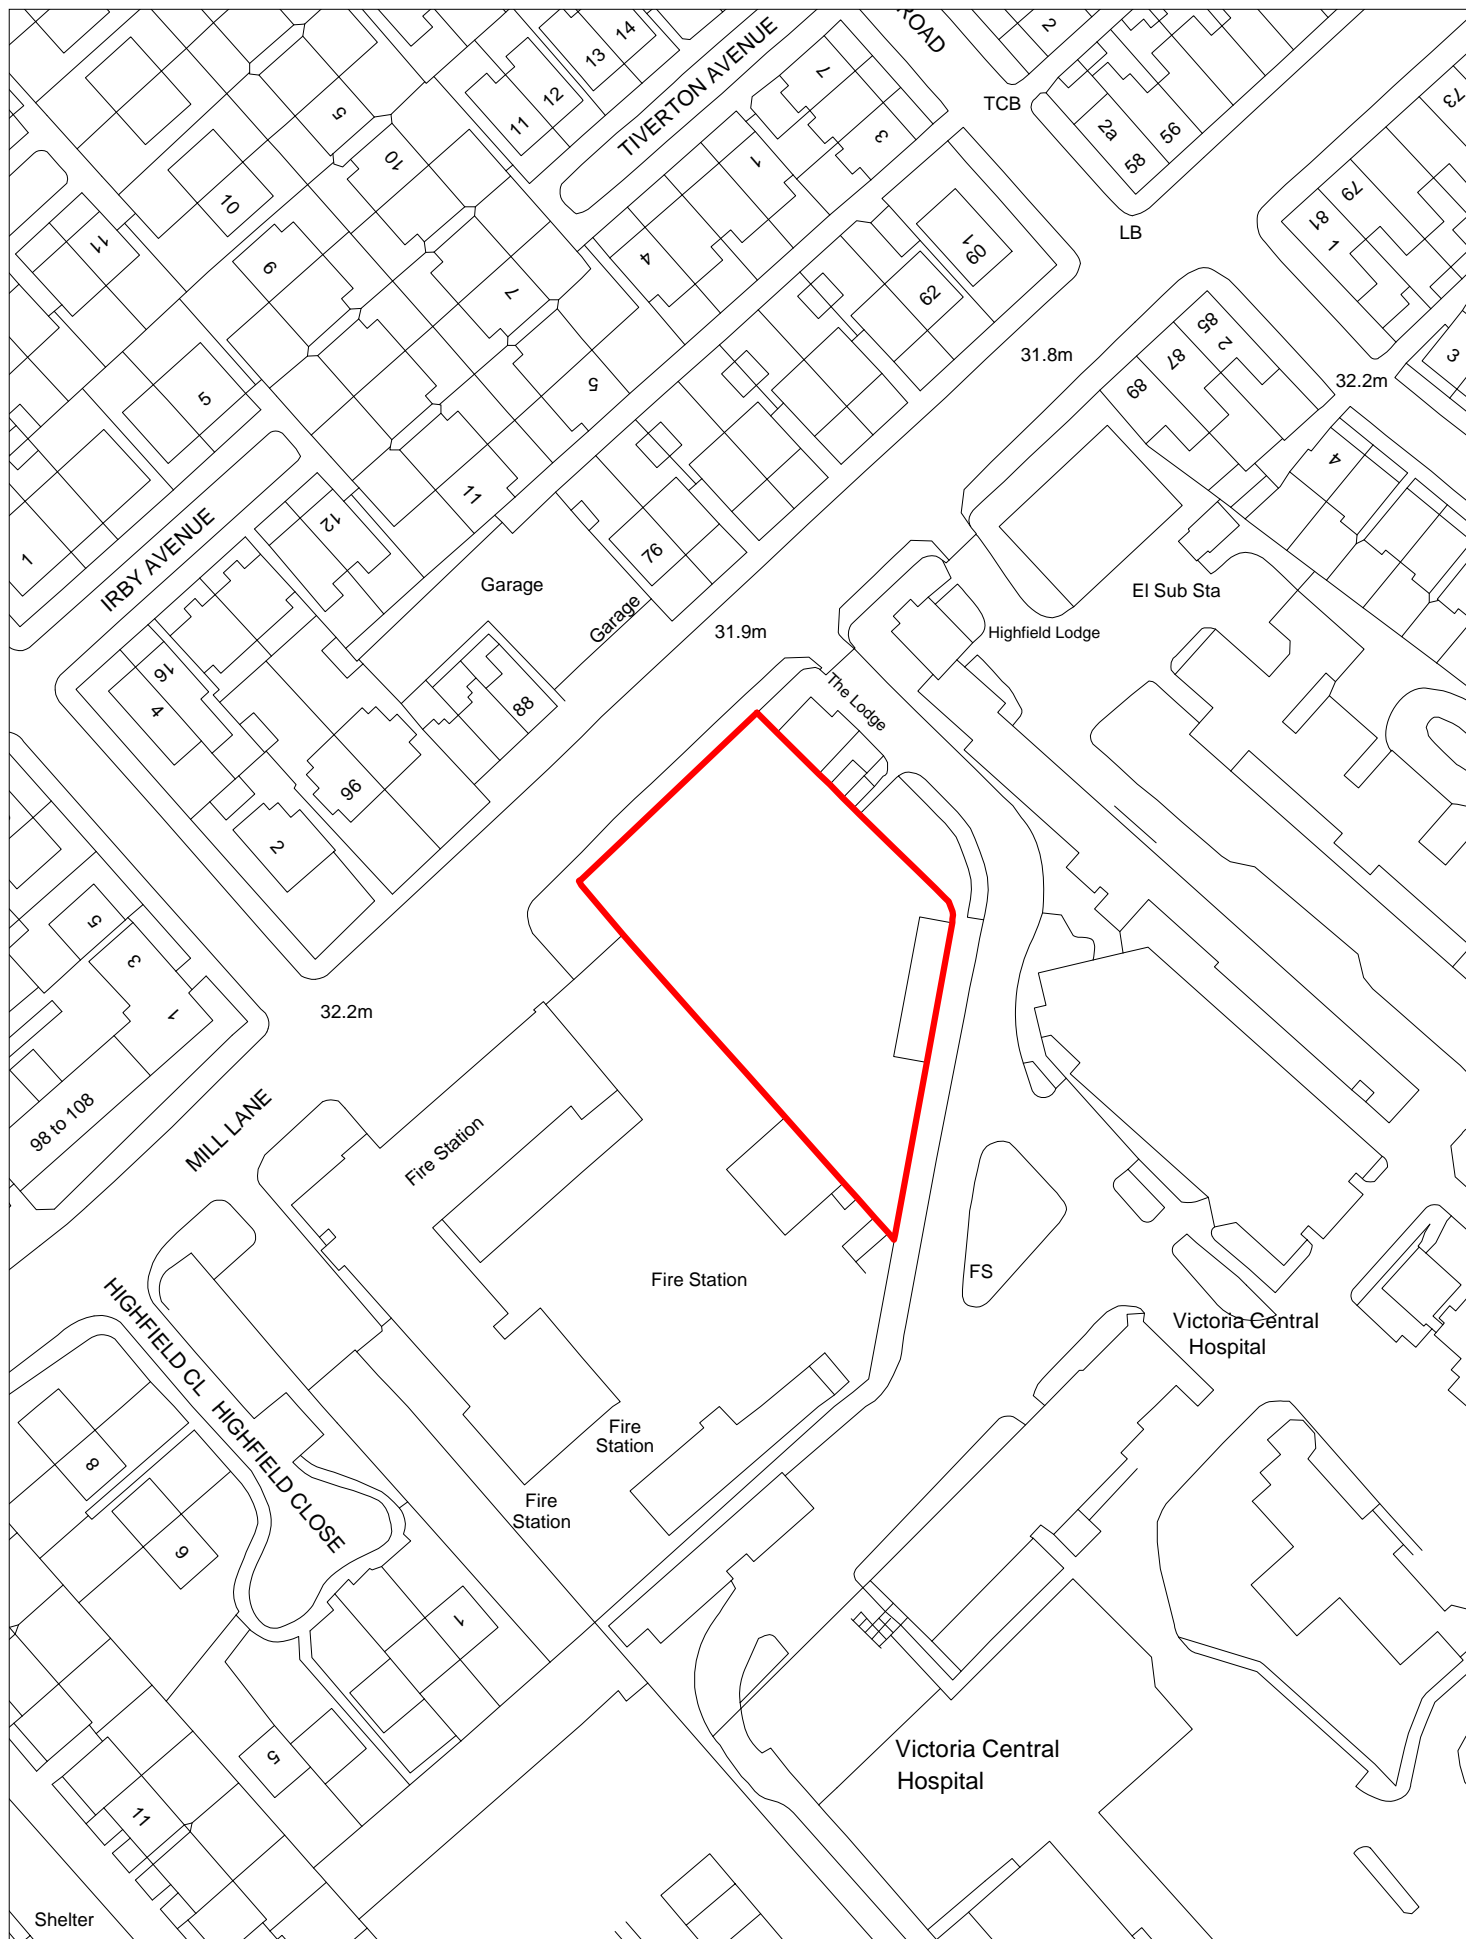 ROAD
2
14
13
12
11
TIVERTON AVENUE
7
TCB
73
5
10
1
3
2a
56
58
79
81
1
10
11
9
4
LB
1
60
62
85
2
87
89
31.8m
32.2m
3
7
5
5
11
12
4
IRBY AVENUE
1
Garage
76
Garage
El Sub Sta
31.9m
Highfield Lodge
The Lodge
16
4
88
96
2
5
3
1
32.2m
98 to 108
MILL LANE
Fire Station
Fire Station
FS
HIGHFIELD CL
Victoria Central
Hospital
HIGHFIELD CLOSE
8
9
Fire
Station
Fire
Station
1
5
11
Victoria Central
Hospital
Shelter